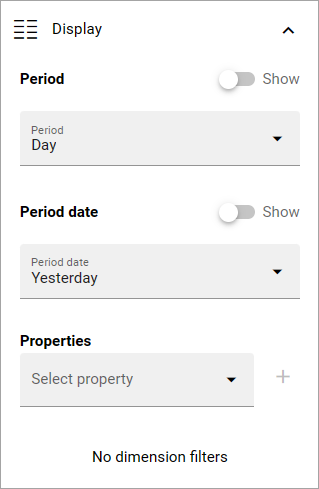 Display
Period
Show
Period
Day
Period date
Show
Period date
Yesterday
Properties
Select property
No dimension filters